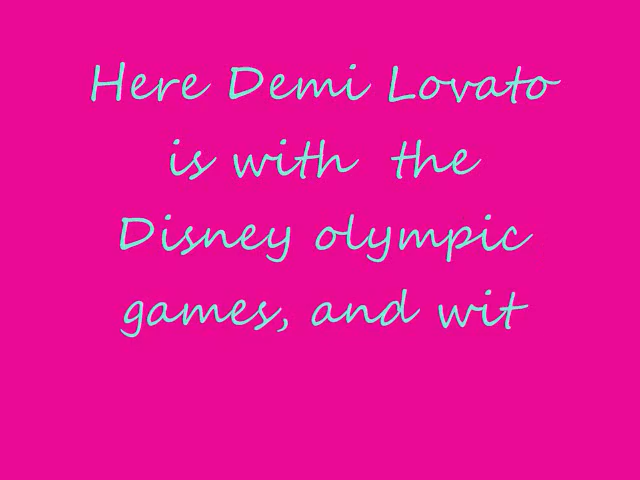 Here Demi Lovato
is with the
Disney olympic
games, and wit